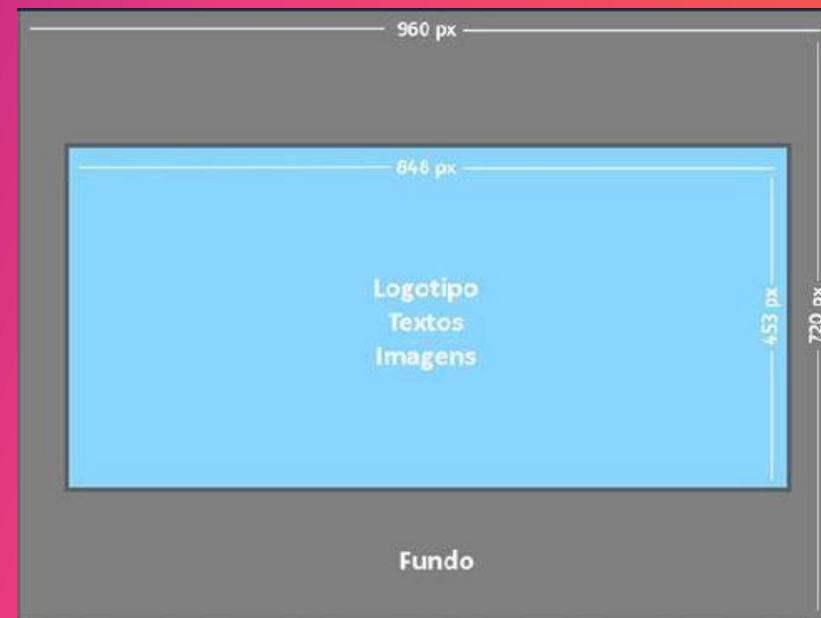 960 px
848 px
Logotipo
Textos
Imagens
453 px
720 px
Fundo